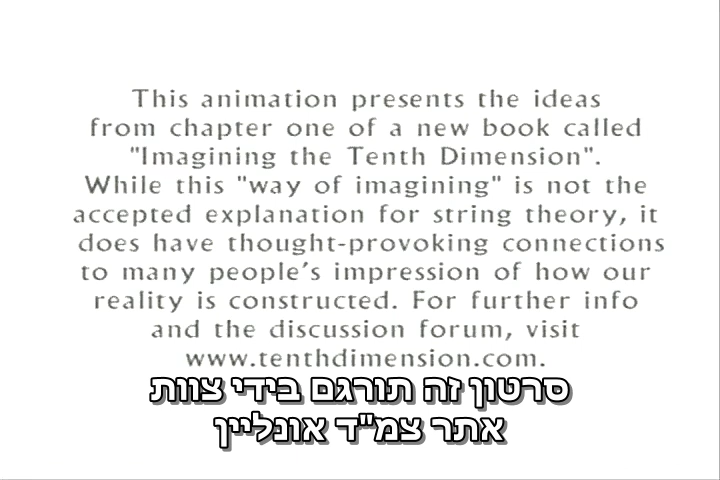 This animation presents the ideas
from chapter one of a new book called
"Imagining the Tenth Dimension".
While this "way of imagining" is not the
accepted explanation for string theory, it
does have thought-provoking connections
to many people's impression of how our
reality is constructed. For further info
and the discussion forum, visit
www.tenthdimension.com.
סרטון זה תורגם בידי צוות
אתר צמ"ד אונליין